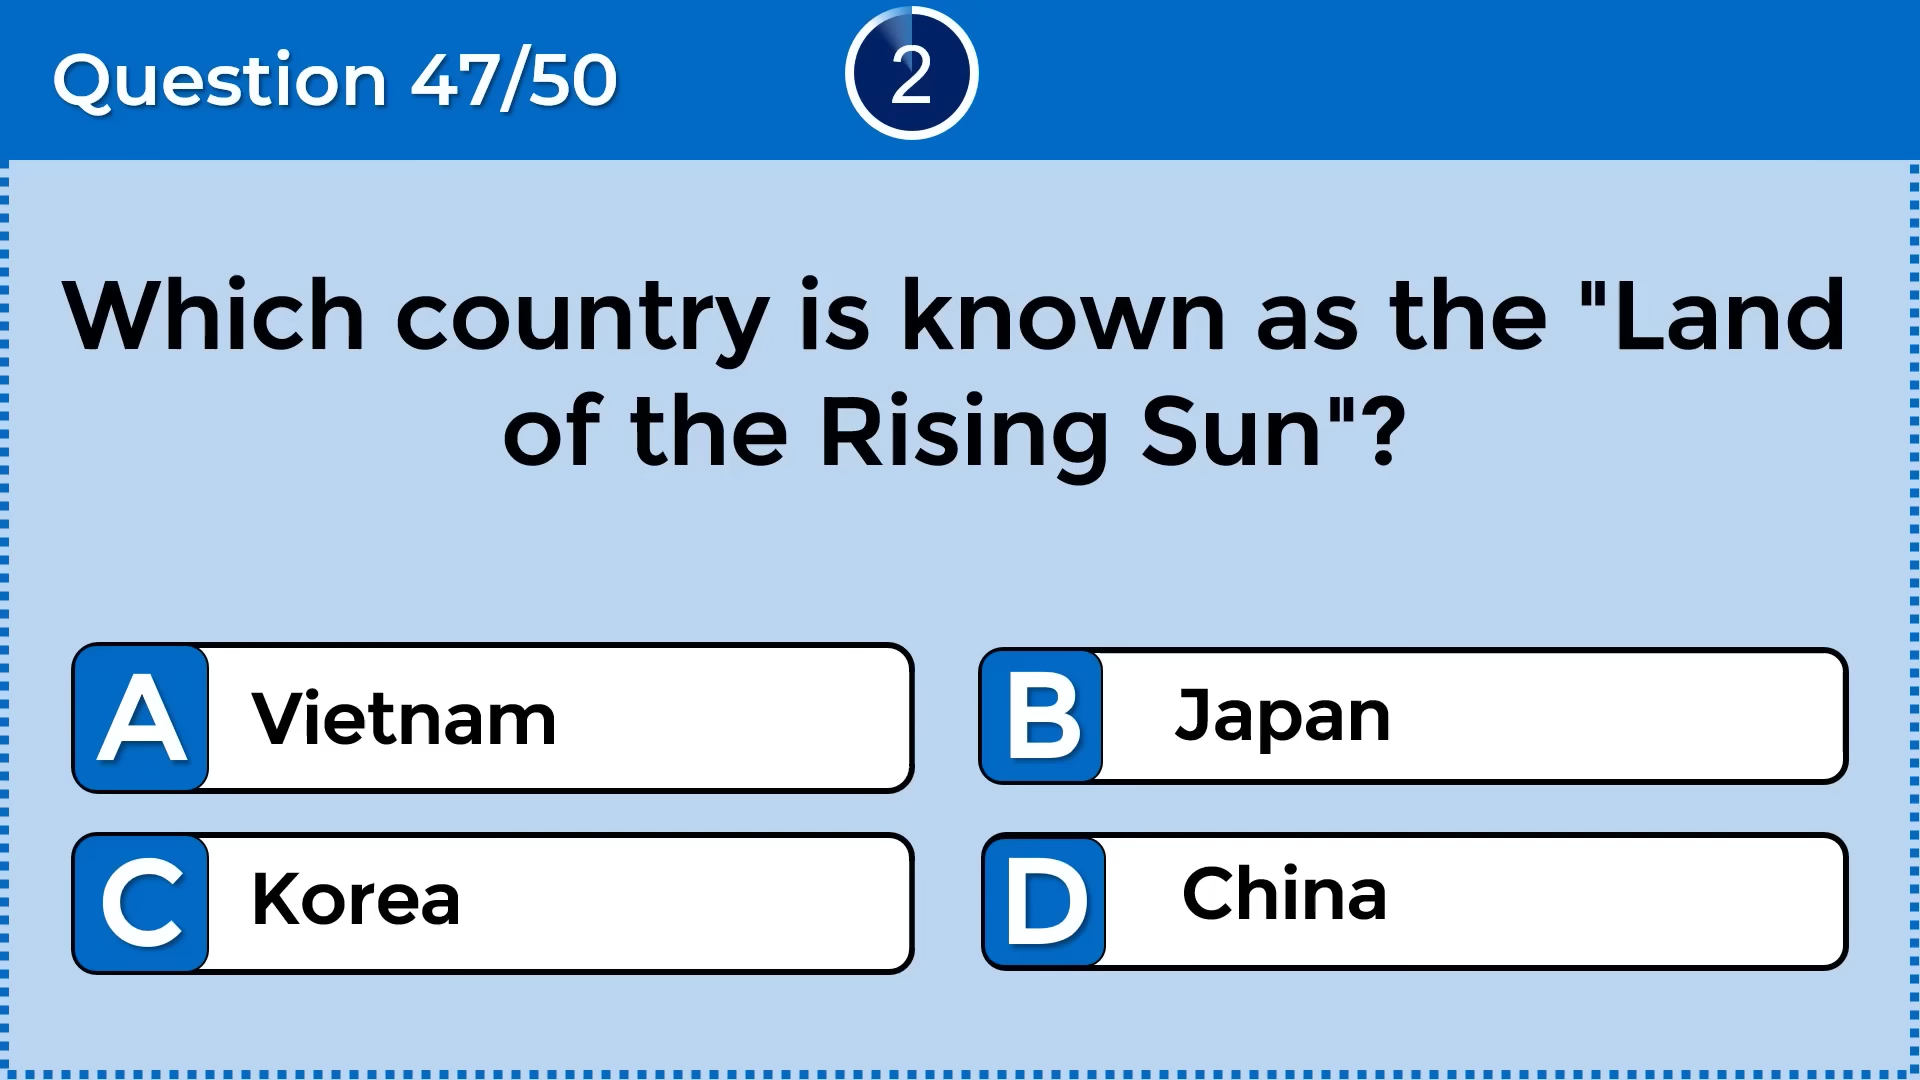 Question 47/50
2
Which country is known as the "Land
of the Rising Sun"?
A Vietnam
B Japan
C Korea
D China